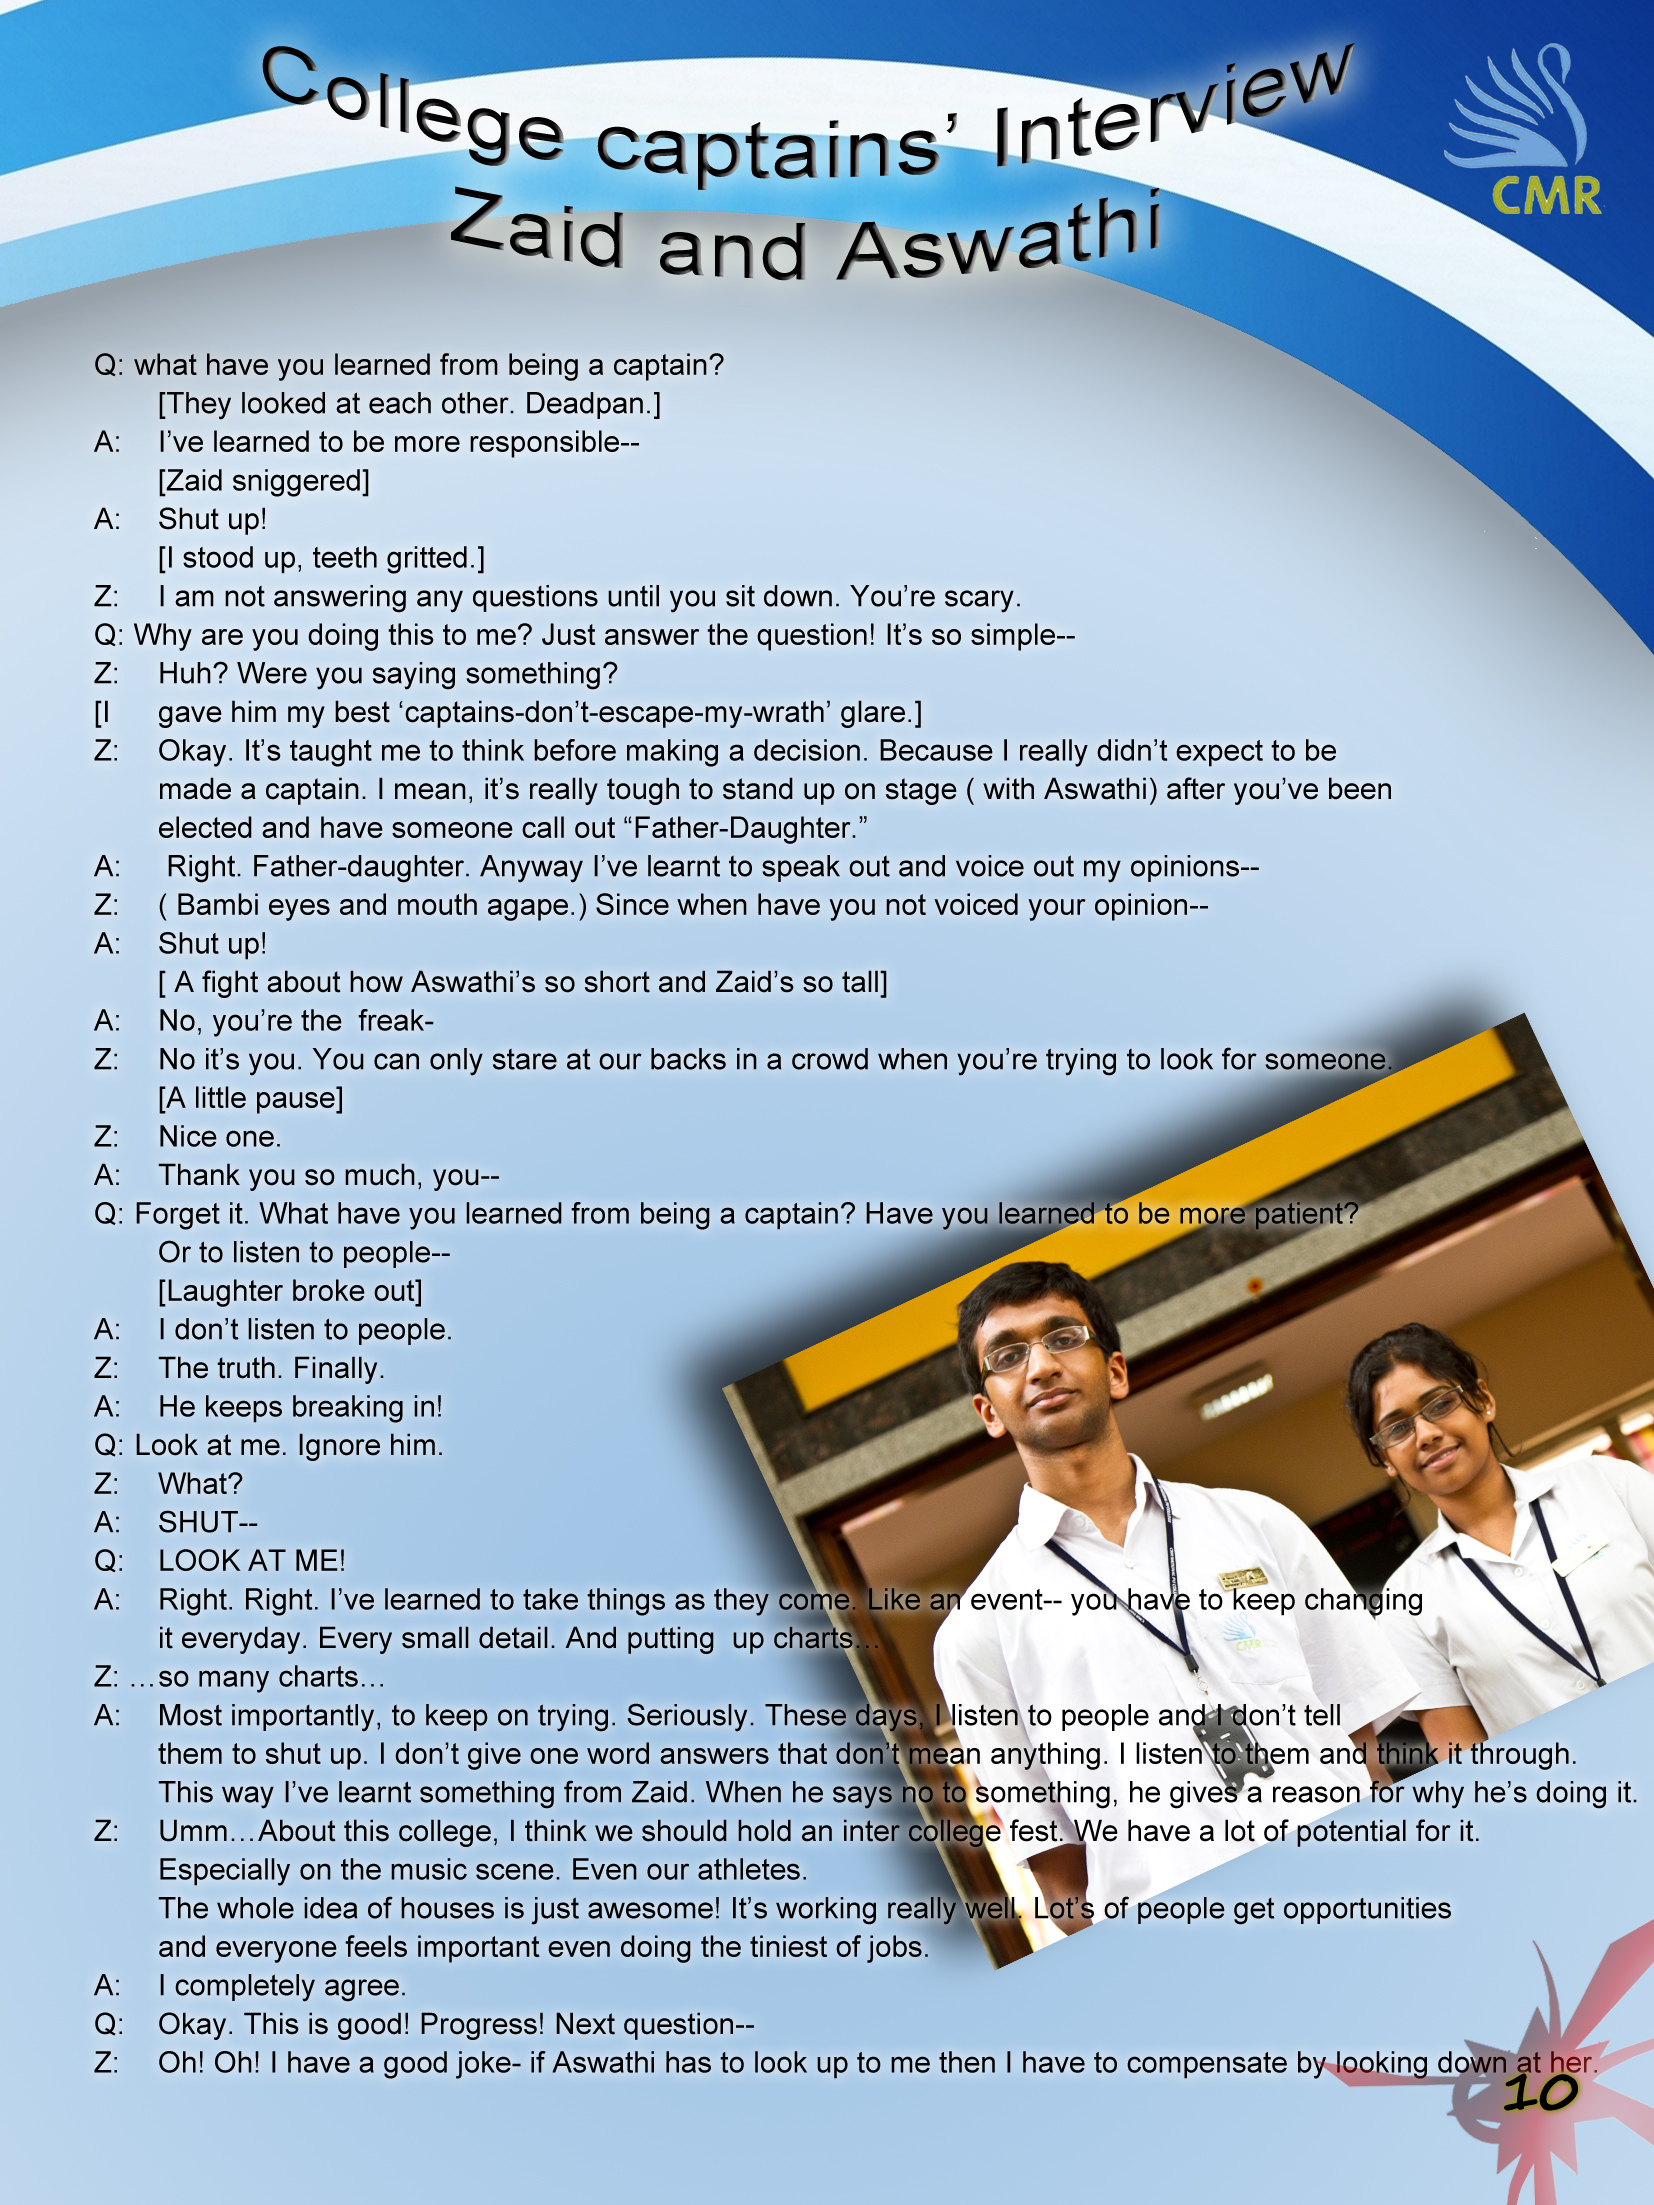 College captains’ Interview
Zaid and Aswathi
CMR
Q: what have you learned from being a captain?
[They looked at each other. Deadpan.]
A: I’ve learned to be more responsible--
[Zaid sniggered]
A: Shut up!
[I stood up, teeth gritted.]
Z: I am not answering any questions until you sit down. You’re scary.
Q: Why are you doing this to me? Just answer the question! It’s so simple--
Z: Huh? Were you saying something?
[I gave him my best ‘captains-don’t-escape-my-wrath’ glare.]
Z: Okay. It’s taught me to think before making a decision. Because I really didn’t expect to be
made a captain. I mean, it’s really tough to stand up on stage ( with Aswathi) after you’ve been
elected and have someone call out “Father-Daughter.”
A: Right. Father-daughter. Anyway I’ve learnt to speak out and voice out my opinions--
Z: ( Bambi eyes and mouth agape.) Since when have you not voiced your opinion--
A: Shut up!
[ A fight about how Aswathi’s so short and Zaid’s so tall]
A: No, you’re the  freak-
Z: No it’s you. You can only stare at our backs in a crowd when you’re trying to look for someone.
[A little pause]
Z: Nice one.
A: Thank you so much, you--
Q: Forget it. What have you learned from being a captain? Have you learned to be more patient?
Or to listen to people--
[Laughter broke out]
A: I don’t listen to people.
Z: The truth. Finally.
A: He keeps breaking in!
Q: Look at me. Ignore him.
Z: What?
A: SHUT--
Q: LOOK AT ME!
A: Right. Right. I’ve learned to take things as they come. Like an event-- you have to keep changing
it everyday. Every small detail. And putting  up charts…
Z: …so many charts…
A: Most importantly, to keep on trying. Seriously. These days, I listen to people and I don’t tell
them to shut up. I don’t give one word answers that don’t mean anything. I listen to them and think it through.
This way I’ve learnt something from Zaid. When he says no to something, he gives a reason for why he’s doing it.
Z: Umm…About this college, I think we should hold an inter college fest. We have a lot of potential for it.
Especially on the music scene. Even our athletes.
The whole idea of houses is just awesome! It’s working really well. Lot’s of people get opportunities
and everyone feels important even doing the tiniest of jobs.
A: I completely agree.
Q: Okay. This is good! Progress! Next question--
Z: Oh! Oh! I have a good joke- if Aswathi has to look up to me then I have to compensate by looking down at her.
10
CMR